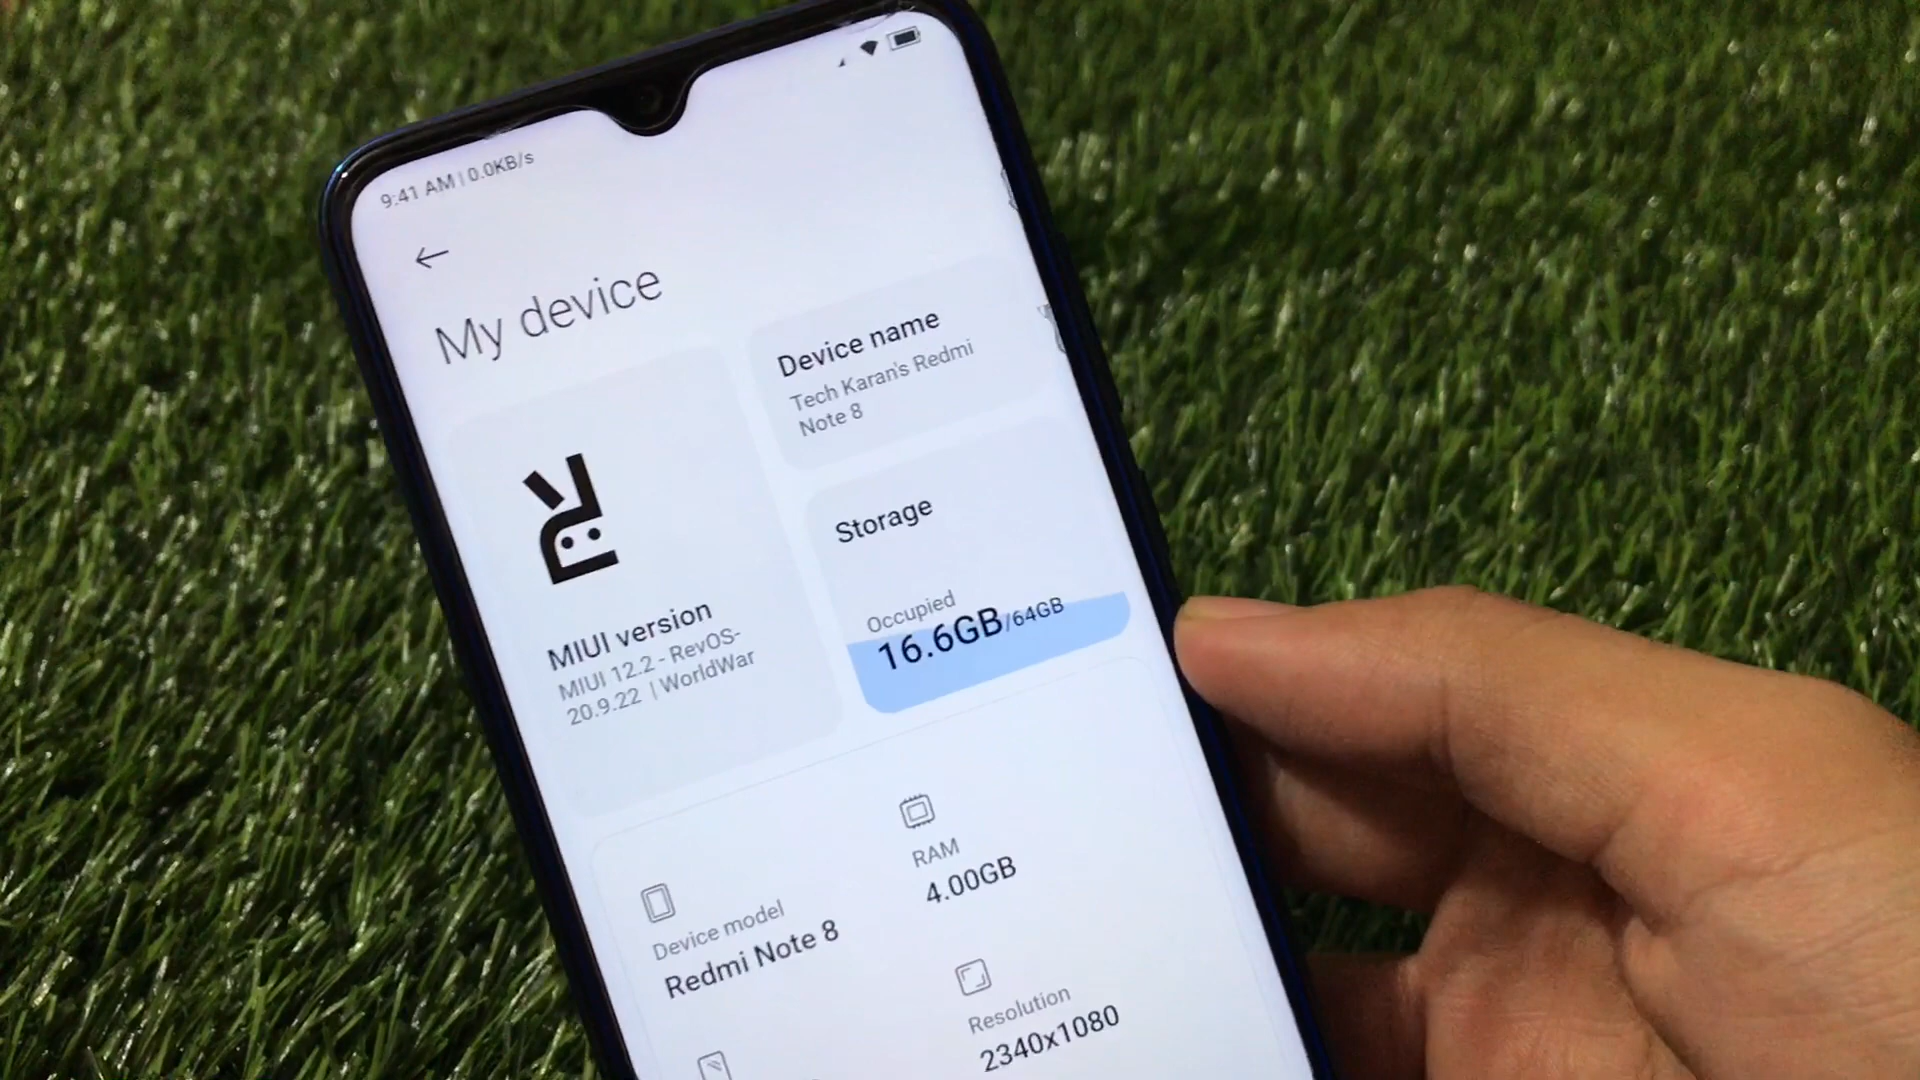 9:41 AM | 0.0KB/s
My device
Device name
Tech Karan's Redmi
Note 8
Storage
Occupied
16.6GB/64GB
MIUI version
MIUI 12.2 - RevOS-
20.9.22 | WorldWar
RAM
4.00GB
Device model
Redmi Note 8
Resolution
2340x1080